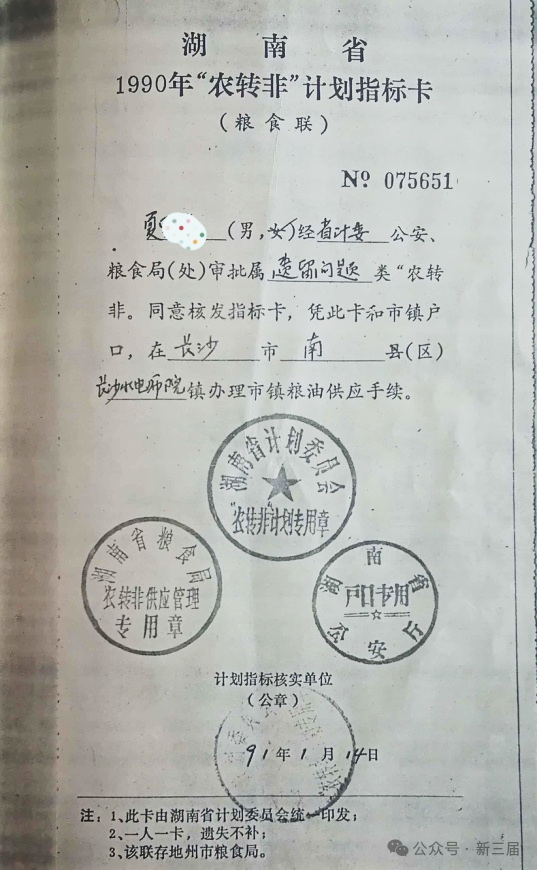 湖南省
1990年“农转非”计划指标卡
(粮食联)
№ 075651
夏 (男,女)经省计委公安、
粮食局(处)审批属遗留问题类“农转
非。同意核发指标卡，凭此卡和市镇户
口，在长沙市南县(区)
长沙水电师院镇办理市镇粮油供应手续。
湖南省计划委员会
“农转非”计划专用章
湖南省粮食局
农转非供应管理
专用章
湖南省公安厅
户口专用
计划指标核实单位
(公章)
91年1月14日
注：1、此卡由湖南省计划委员会统一印发；
2、一人一卡，遗失不补；
3、该联存地州市粮食局。
公众号·新三届